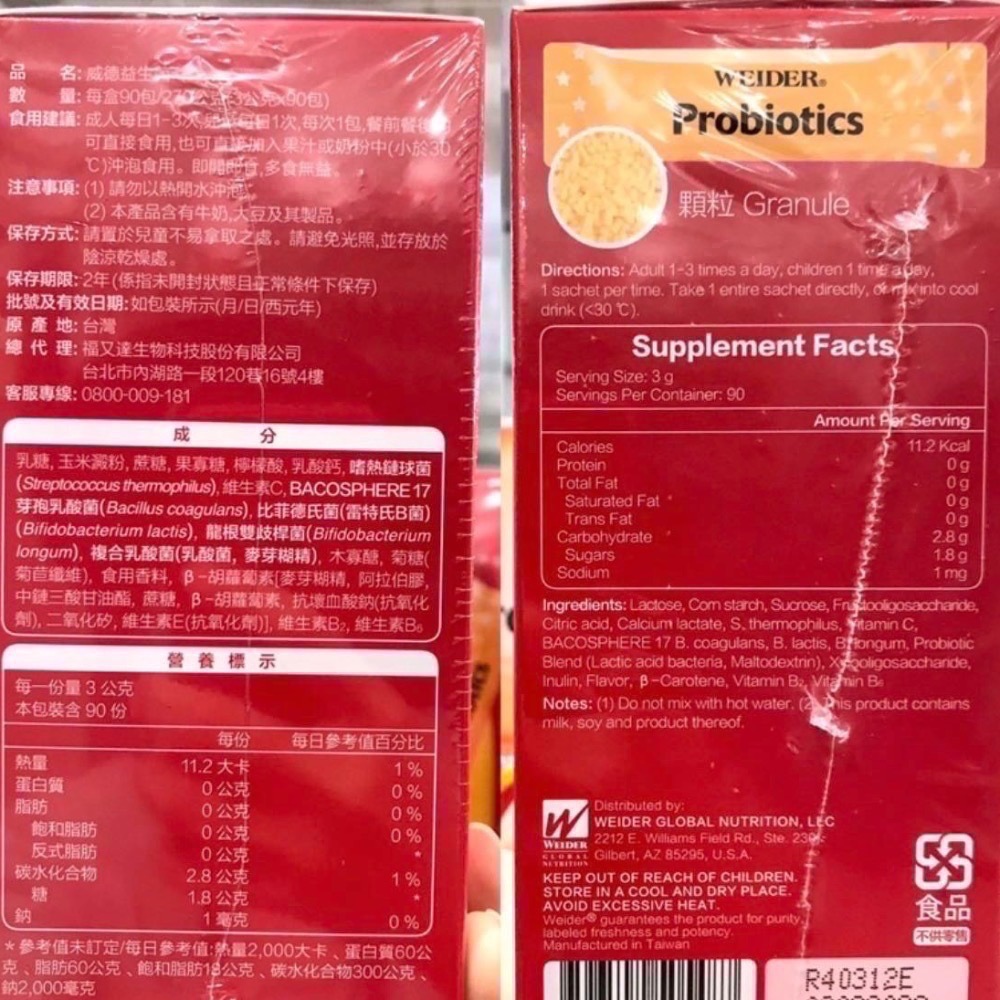 品 名: 威德益生
數 量: 每盒90包/270公克(3公克x90包)
食用建議: 成人每日1-3次,兒童每日1次,每次1包,餐前餐後
可直接食用,也可直接加入果汁或奶粉中(小於30
℃)沖泡食用。即開即食,多食無益。
注意事項: (1) 請勿以熱開水沖泡
(2) 本產品含有牛奶,大豆及其製品。
保存方式: 請置於兒童不易拿取之處。請避免光照,並存放於
陰涼乾燥處。
保存期限: 2年(係指未開封狀態且正常條件下保存)
批號及有效日期: 如包裝所示(月/日/西元年)
原 產 地: 台灣
總 代 理: 福又達生物科技股份有限公司
台北市內湖路一段120巷16號4樓
客服專線: 0800-009-181
成 分
乳糖, 玉米澱粉, 蔗糖, 果寡糖, 檸檬酸, 乳酸鈣, 嗜熱鏈球菌
(Streptococcus thermophilus), 維生素C, BACOSPHERE 17
芽孢乳酸菌(Bacillus coagulans), 比菲德氏菌(雷特氏B菌)
(Bifidobacterium lactis), 龍根雙歧桿菌(Bifidobacterium
longum), 複合乳酸菌(乳酸菌, 麥芽糊精), 木寡醣, 菊糖(
菊苣纖維), 食用香料, β-胡蘿蔔素[麥芽糊精, 阿拉伯膠,
中鏈三酸甘油酯, 蔗糖, β-胡蘿蔔素, 抗壞血酸鈉(抗氧化
劑), 二氧化矽, 維生素E(抗氧化劑)], 維生素B₂, 維生素B₆
營養標示
每一份量 3 公克
本包裝含 90 份
每份 每日參考值百分比
熱量 11.2 大卡 1%
蛋白質 0 公克 0%
脂肪 0 公克 0%
飽和脂肪 0 公克 0%
反式脂肪 0 公克 *
碳水化合物 2.8 公克 1%
糖 1.8 公克 *
鈉 1 毫克 0%
*參考值未訂定/每日參考值:熱量2,000大卡、蛋白質60公
克、脂肪60公克、飽和脂肪18公克、碳水化合物300公克、
鈉2,000毫克
WEIDER®
Probiotics
顆粒 Granule
Directions: Adult 1-3 times a day, children 1 time a day,
1 sachet per time. Take 1 entire sachet directly, or mix into cool
drink (<30 ℃).
Supplement Facts
Serving Size: 3 g
Servings Per Container: 90
Amount Per Serving
Calories 11.2 Kcal
Protein 0 g
Total Fat 0 g
Saturated Fat 0 g
Trans Fat 0 g
Carbohydrate 2.8 g
Sugars 1.8 g
Sodium 1 mg
Ingredients: Lactose, Corn starch, Sucrose, Fructooligosaccharide,
Citric acid, Calcium lactate, S. thermophilus, Vitamin C,
BACOSPHERE 17 B. coagulans, B. lactis, B. longum, Probiotic
Blend (Lactic acid bacteria, Maltodextrin), Xylooligosaccharide,
Inulin, Flavor, β-Carotene, Vitamin B₂, Vitamin B₆
Notes: (1) Do not mix with hot water. (2) This product contains
milk, soy and product thereof.
WEIDER
GLOBAL
NUTRITION
Distributed by:
WEIDER GLOBAL NUTRITION, LLC
2212 E. Williams Field Rd., Ste. 230
Gilbert, AZ 85295, U.S.A.
KEEP OUT OF REACH OF CHILDREN.
STORE IN A COOL AND DRY PLACE.
AVOID EXCESSIVE HEAT.
Weider® guarantees the product for purity,
labeled freshness and potency.
Manufactured in Taiwan
食品
不供零售
R40312E